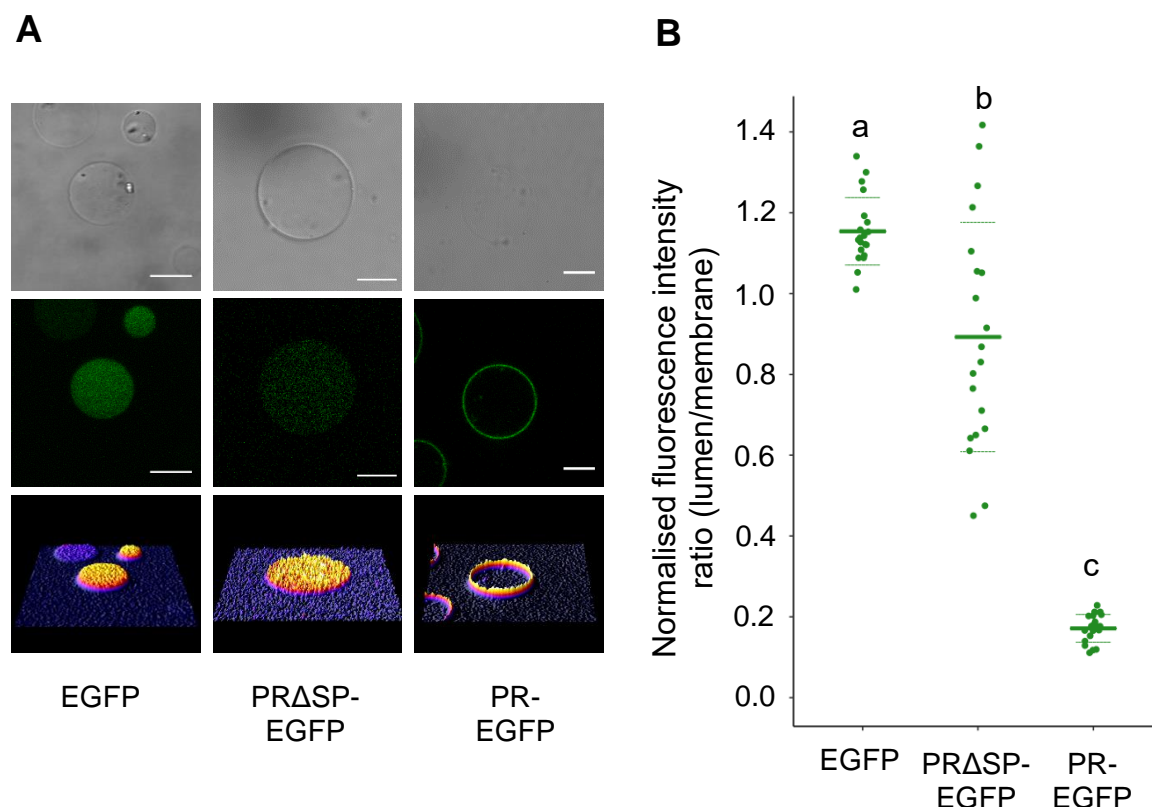 A
EGFP
PRΔSP-
EGFP
PR-
EGFP
B
Normalised fluorescence intensity
ratio (lumen/membrane)
1.4
1.2
1.0
0.8
0.6
0.4
0.2
0.0
a
b
c
EGFP
PRΔSP-
EGFP
PR-
EGFP